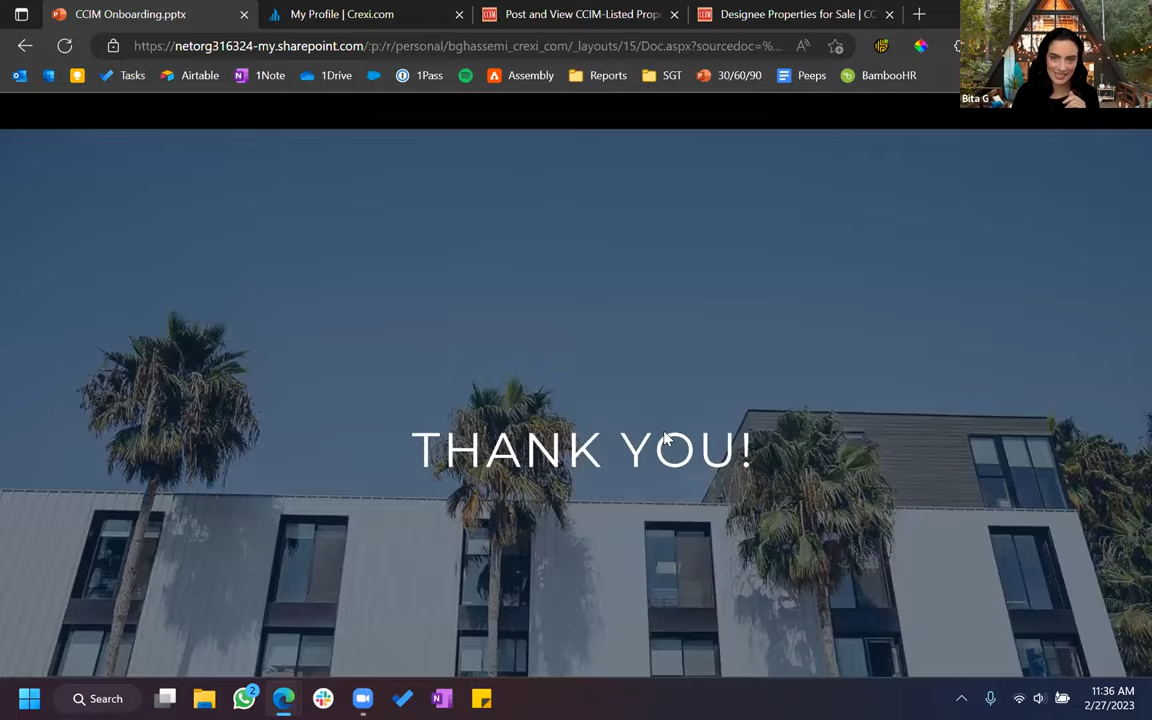 CCIM Onboarding.pptx
My Profile | Crexi.com
Post and View CCIM-Listed Prop
Designee Properties for Sale | CC
https://netorg316324-my.sharepoint.com/:p:/r/personal/bghassemi_crexi_com/_layouts/15/Doc.aspx?sourcedoc=%...
Tasks
Airtable
1Note
1Drive
1Pass
Assembly
Reports
SGT
30/60/90
Peeps
BambooHR
Bita G
THANK YOU!
Search
2
11:36 AM
2/27/2023